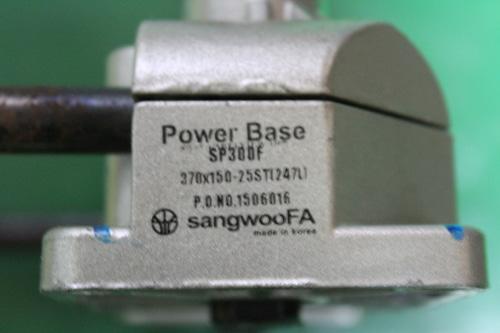 Power Base
SP300F
370x150-25ST(247L)
P.O.NO.1506016
sangwooFA
made in korea